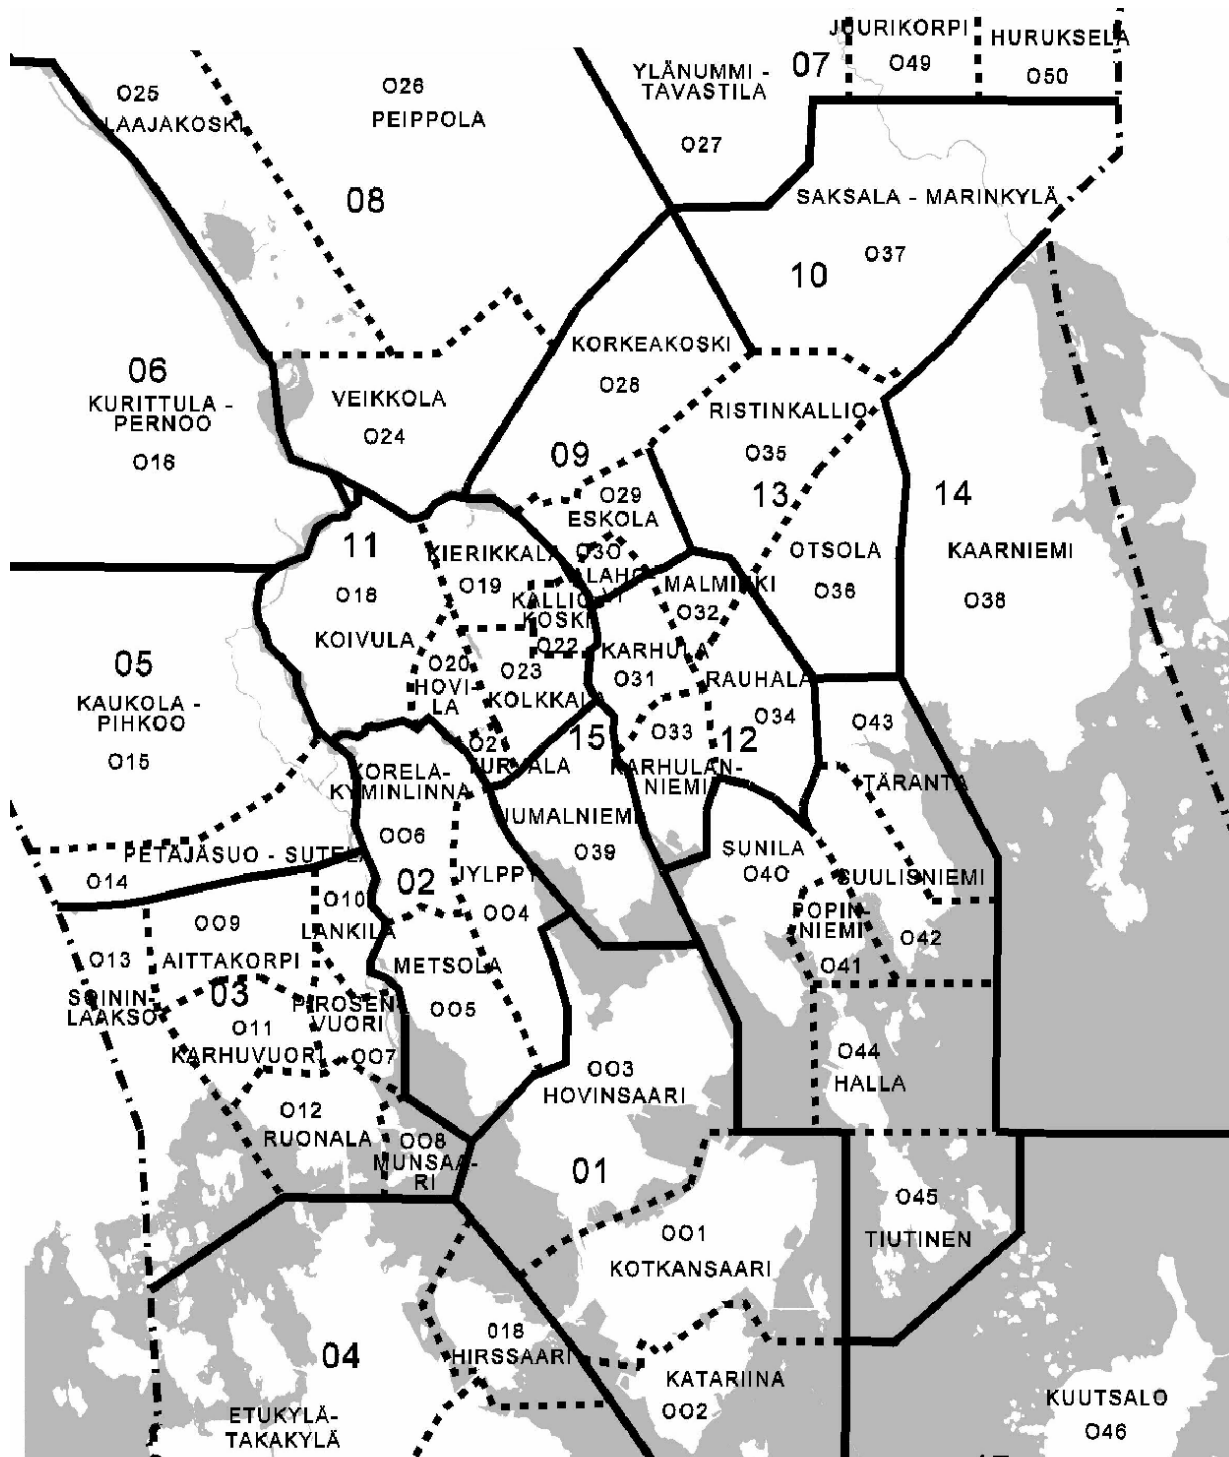 JUURIKORPI
O49
HURUKSELA
O50
07
YLÄNUMMI -
TAVASTILA
O27
O25
LAAJAKOSKI
O26
PEIPPOLA
08
SAKSALA - MARINKYLÄ
O37
10
06
KURITTULA -
PERNOO
O16
VEIKKOLA
O24
KORKEAKOSKI
O28
09
RISTINKALLIO
O35
13
14
KAARNIEMI
O38
O29
ESKOLA
O30
OTSOLA
O36
11
O18
KOIVULA
KIERIKKALA
O19
KALLIO
KOSKI
O22
MALMINKI
O32
KARHULA
O31
RAUHALA
O34
O20
HOVI-
LA
O23
KOLKKALA
O33
KARHULAN-
NIEMI
12
15
05
KAUKOLA -
PIHKOO
O15
TURVALA
KORELA-
KYMINLINNA
O06
JUMALNIEMI
O39
O43
ITÄRANTA
SUNILA
O40
PETÄJÄSUO - SUTELA
O14
02
JYLPPY
O04
SUULISNIEMI
O42
POPIN-
NIEMI
O41
O10
LANKILA
O09
AITTAKORPI
O13
SOININ-
LAAKSO
03
METSOLA
O05
PIROSEN
VUORI
O07
O11
KARHUVUORI
O03
HOVINSAARI
O44
HALLA
O12
RUONALA
O08
MUNSAA-
RI
01
O45
TIUTINEN
O01
KOTKANSAARI
018
HIRSSAARI
04
KATARIINA
O02
ETUKYLÄ-
TAKAKYLÄ
KUUTSALO
O46